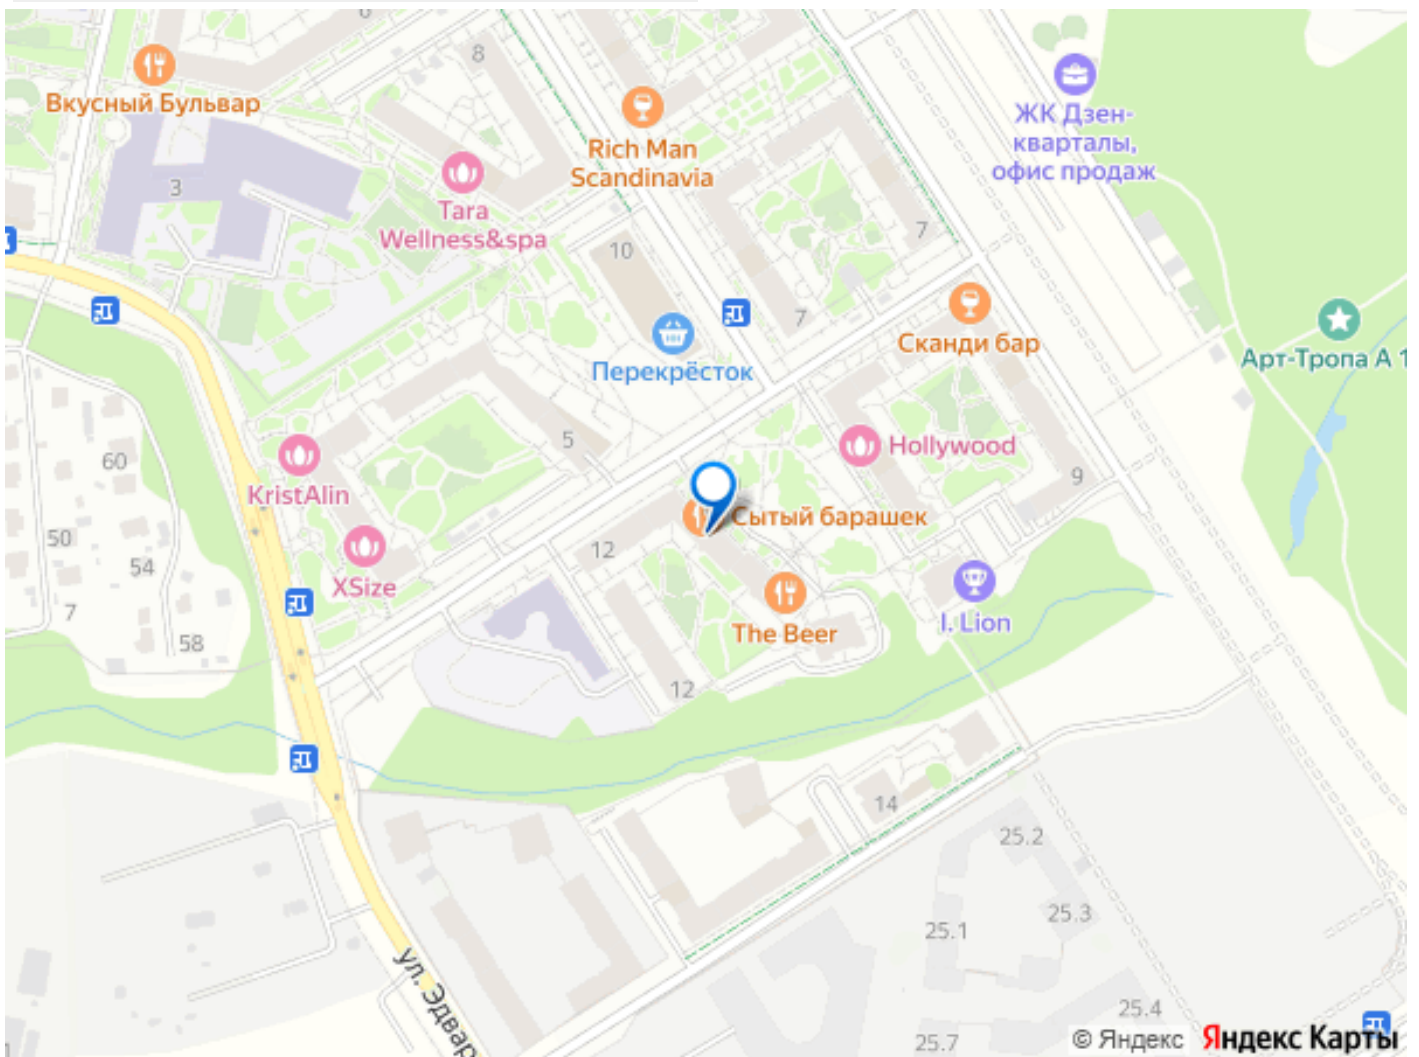 6
8
Вкусный Бульвар
Rich Man
Scandinavia
ЖК Дзен-
кварталы,
офис продаж
3
Tara
Wellness&spa
10
7
7
Сканди бар
Перекрёсток
Арт-Тропа А 1
5
Hollywood
60
KristAlin
9
50
Сытый барашек
12
54
XSize
7
The Beer
I. Lion
58
12
14
25.2
25.3
25.1
ул. Эдвар
25.4
25.7
© Яндекс
Яндекс Карты